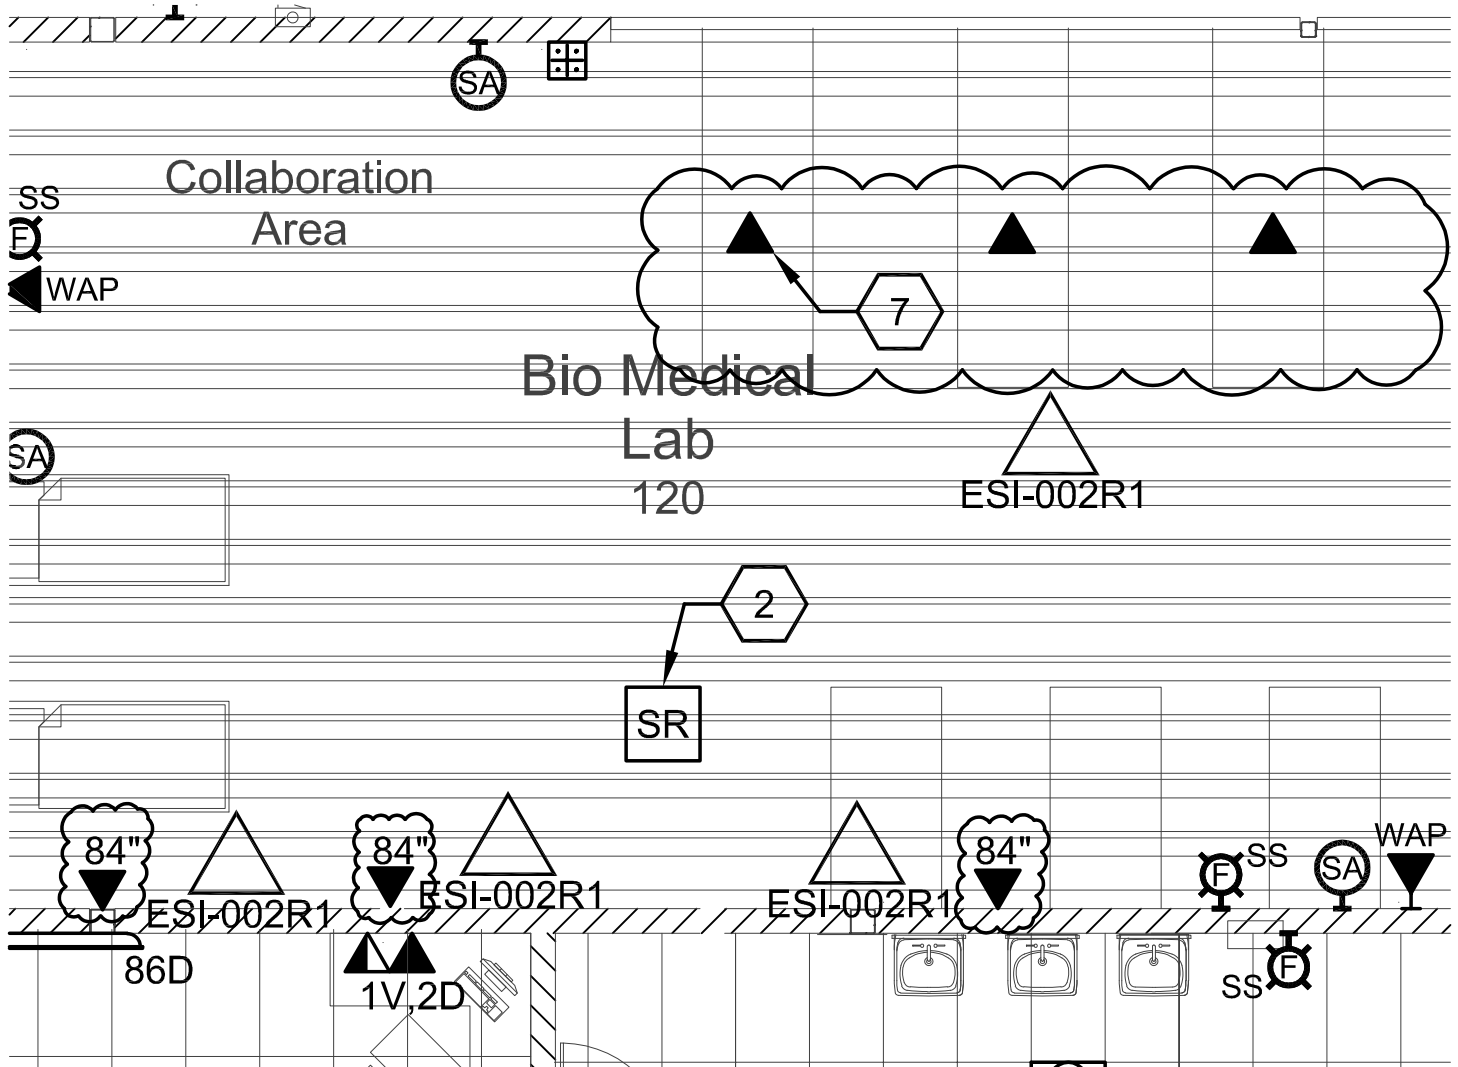 SA
Collaboration
Area
SS
F
WAP
7
Bio Medical
Lab
120
SA
ESI-002R1
2
SR
84"
84"
84"
WAP
SS
F
SA
ESI-002R1
ESI-002R1
ESI-002R1
86D
1V,2D
SS
F